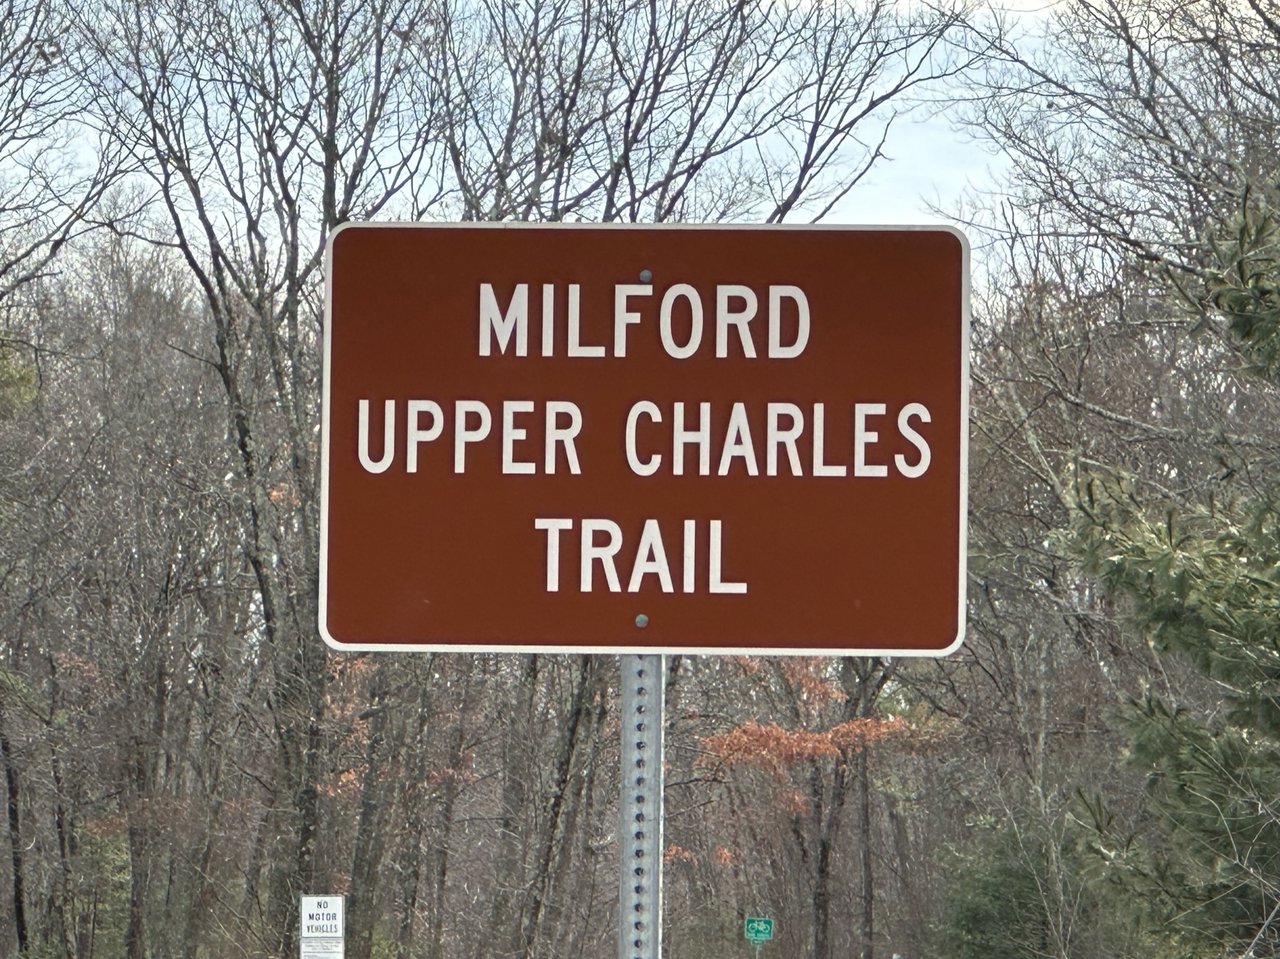 MILFORD
UPPER CHARLES
TRAIL
NO
MOTOR
VEHICLES